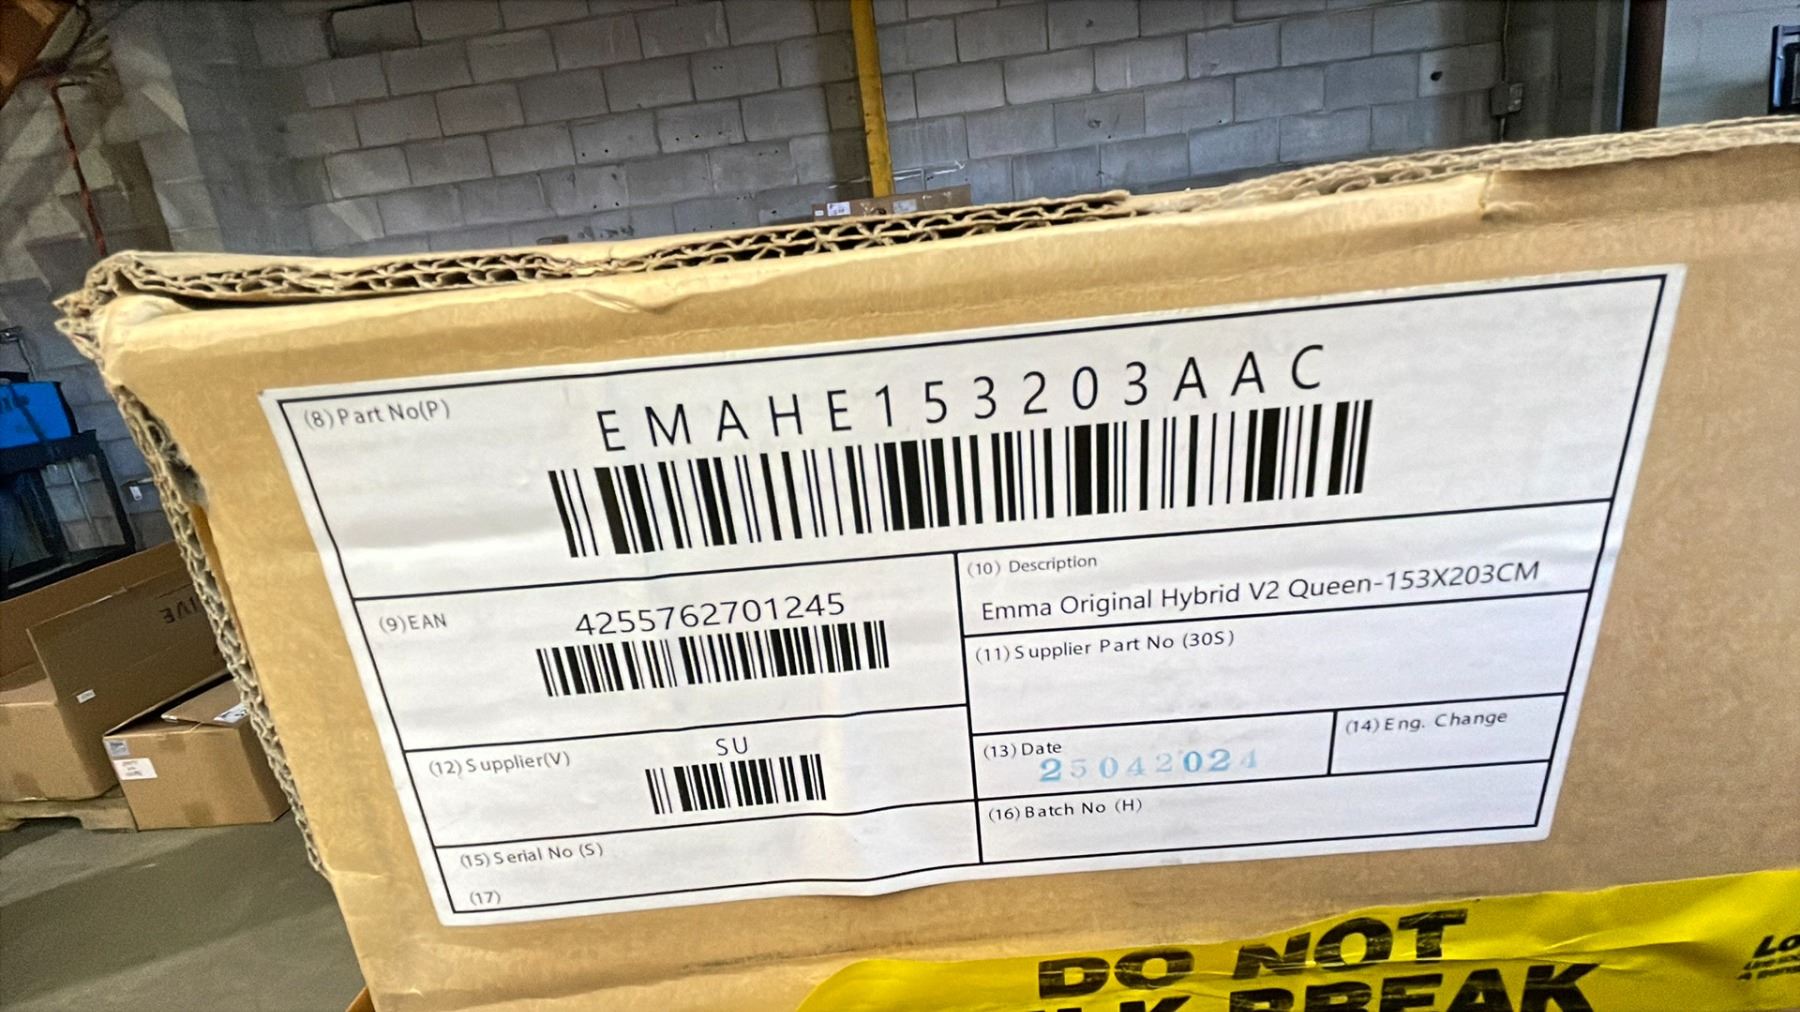 (8) Part No(P)
EMAHE153203AAC
(9)EAN
4255762701245
(10) Description
Emma Original Hybrid V2 Queen-153X203CM
(11) Supplier Part No (30S)
(12) Supplier(V)
SU
(13) Date
25042024
(14) Eng. Change
(15) Serial No (S)
(16) Batch No (H)
(17)
DO NOT
BREAK